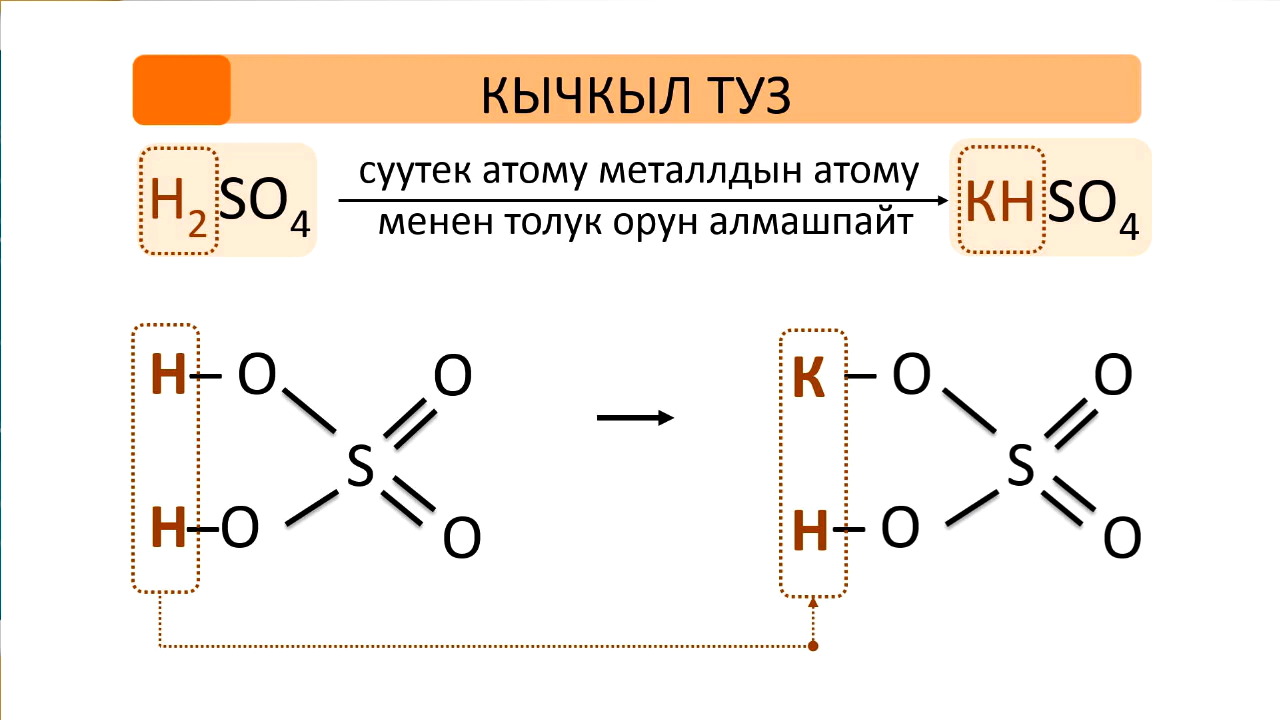 КЫЧКЫЛ ТУЗ
H₂SO₄ суутек атому металлдын атому KHSO₄
менен толук орун алмашпайт
H–O O K–O O
S S
H–O O H–O O